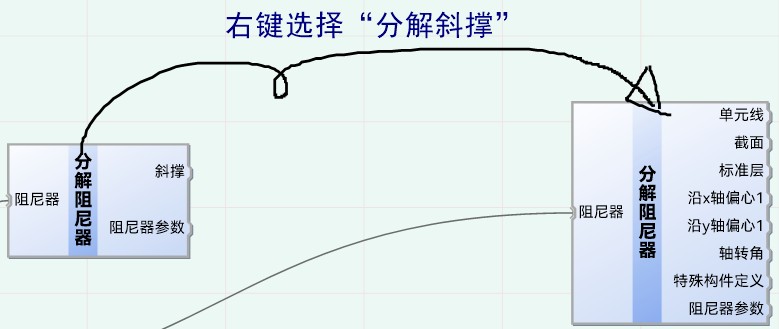 右键选择“分解斜撑”
阻尼器
分解阻尼器
斜撑
阻尼器参数
阻尼器
分解阻尼器
单元线
截面
标准层
沿x轴偏心1
沿y轴偏心1
轴转角
特殊构件定义
阻尼器参数